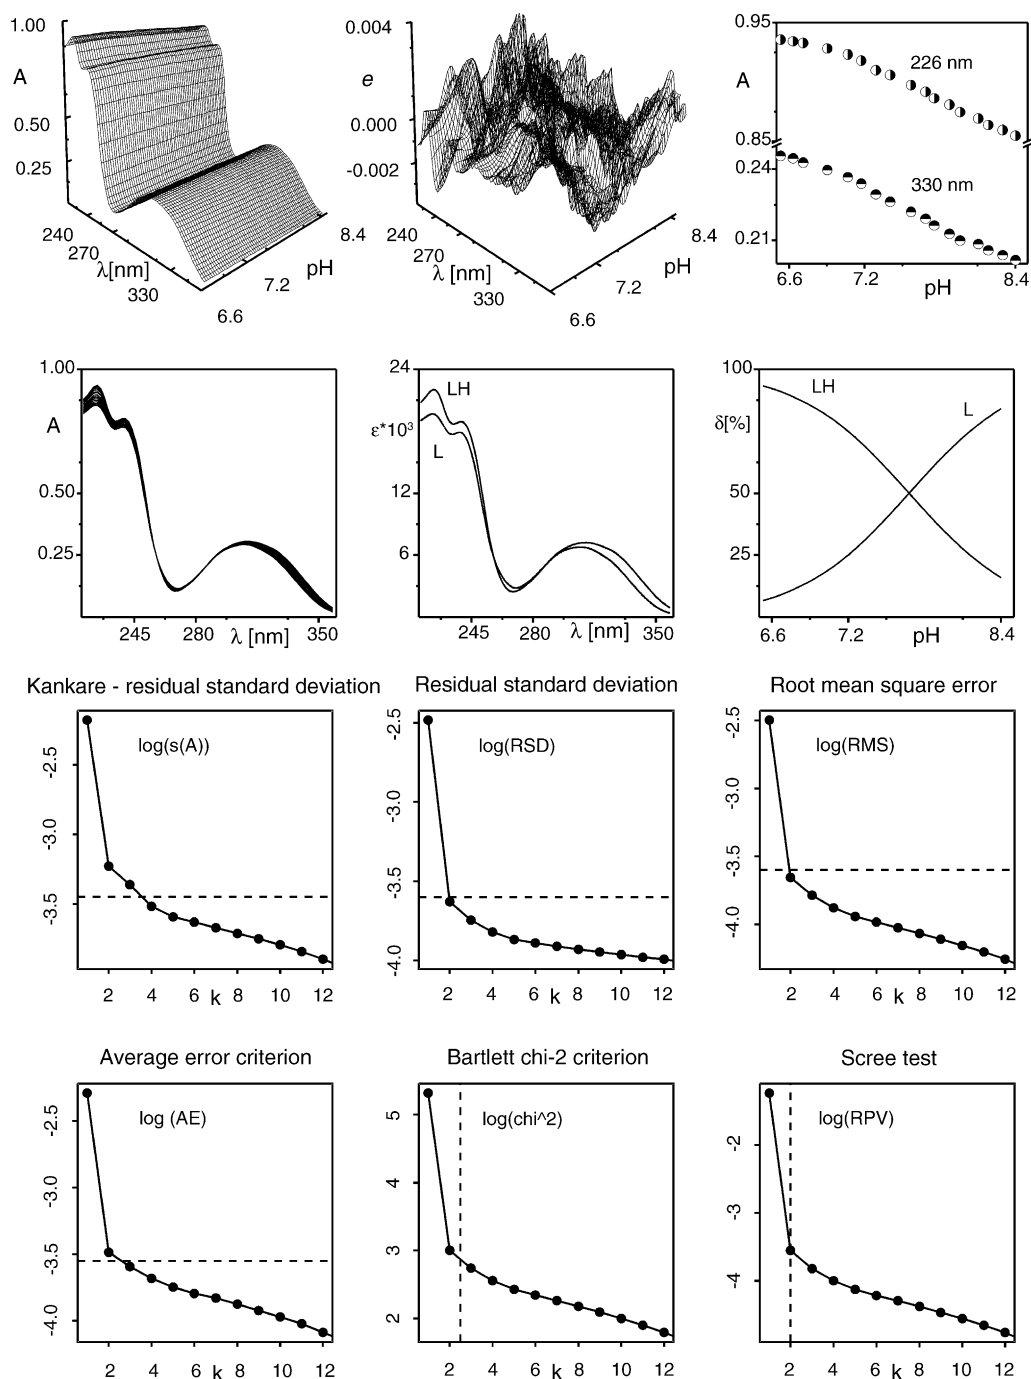 1.00
A
0.50
0.25
240
270
λ[nm]
330
6.6
7.2
pH
8.4
0.004
e
0.000
-0.002
240
270
λ [nm]
330
6.6
7.2
pH
8.4
0.95
A
226 nm
0.85
0.24
330 nm
0.21
6.6
7.2
pH
8.4
1.00
A
0.50
0.25
245
280
λ [nm]
350
24
LH
ε*10³
L
12
6
245
280
λ [nm]
350
100
LH
L
δ[%]
50
25
6.6
7.2
pH
8.4
Kankare - residual standard deviation
log(s(A))
-2.5
-3.0
-3.5
2 4 6 k 8 10 12
Residual standard deviation
log(RSD)
-2.5
-3.0
-3.5
-4.0
2 4 6 k 8 10 12
Root mean square error
log(RMS)
-2.5
-3.0
-3.5
-4.0
2 4 6 k 8 10 12
Average error criterion
log (AE)
-2.5
-3.0
-3.5
-4.0
2 4 6 k 8 10 12
Bartlett chi-2 criterion
log(chi^2)
5
4
3
2
2 4 6 k 8 10 12
Scree test
log(RPV)
-2
-3
-4
2 4 6 k 8 10 12